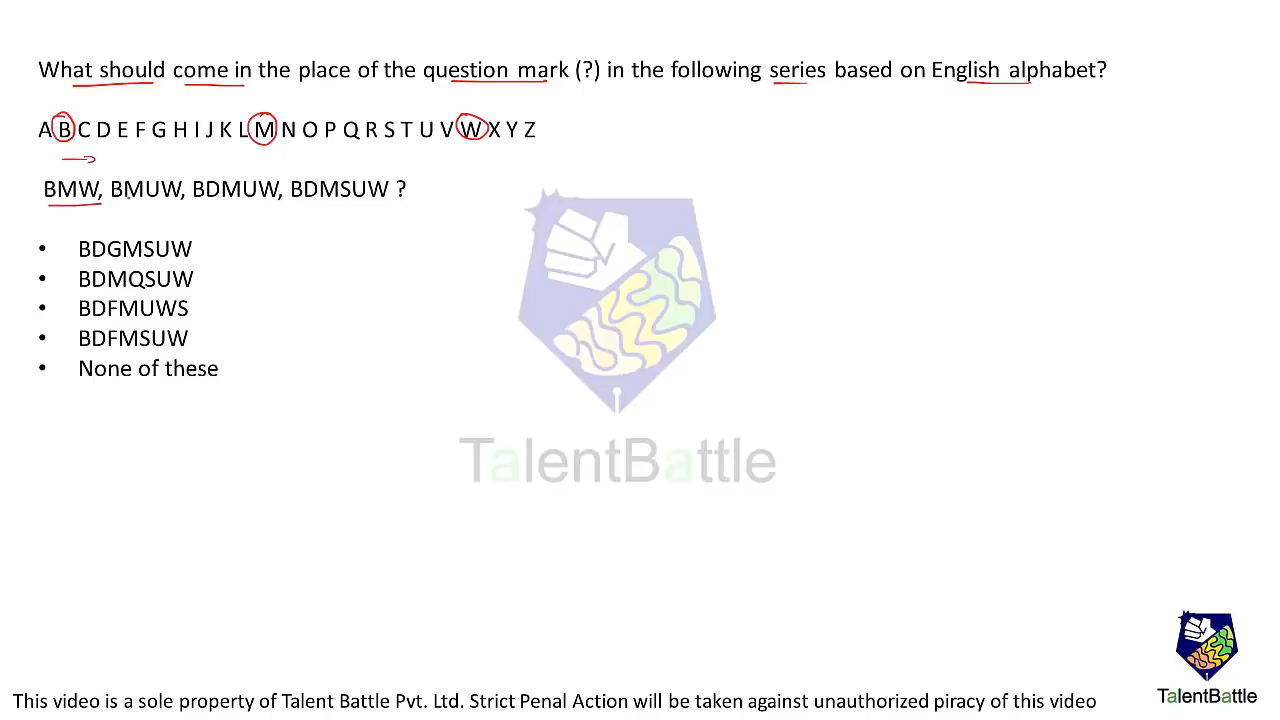 What should come in the place of the question mark (?) in the following series based on English alphabet?
A B C D E F G H I J K L M N O P Q R S T U V W X Y Z
BMW, BMUW, BDMUW, BDMSUW ?
• BDGMSUW
• BDMQSUW
• BDFMUWS
• BDFMSUW
• None of these
TalentBattle
TalentBattle
This video is a sole property of Talent Battle Pvt. Ltd. Strict Penal Action will be taken against unauthorized piracy of this video